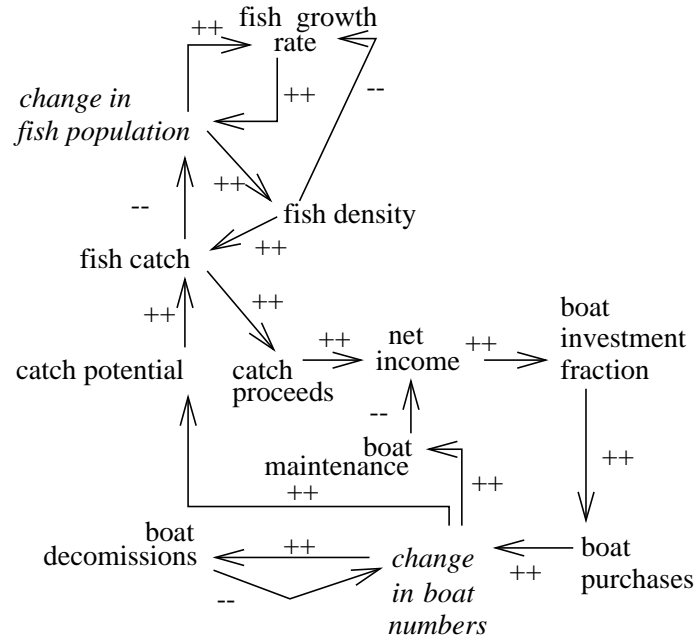 fish growth
rate
++
++
--
change in
fish population
++
--
fish density
++
fish catch
++
++
catch potential
catch
proceeds
++
net
income
++
boat
investment
fraction
--
boat
maintenance
++
++
++
boat
decomissions
++
--
change
in boat
numbers
++
boat
purchases